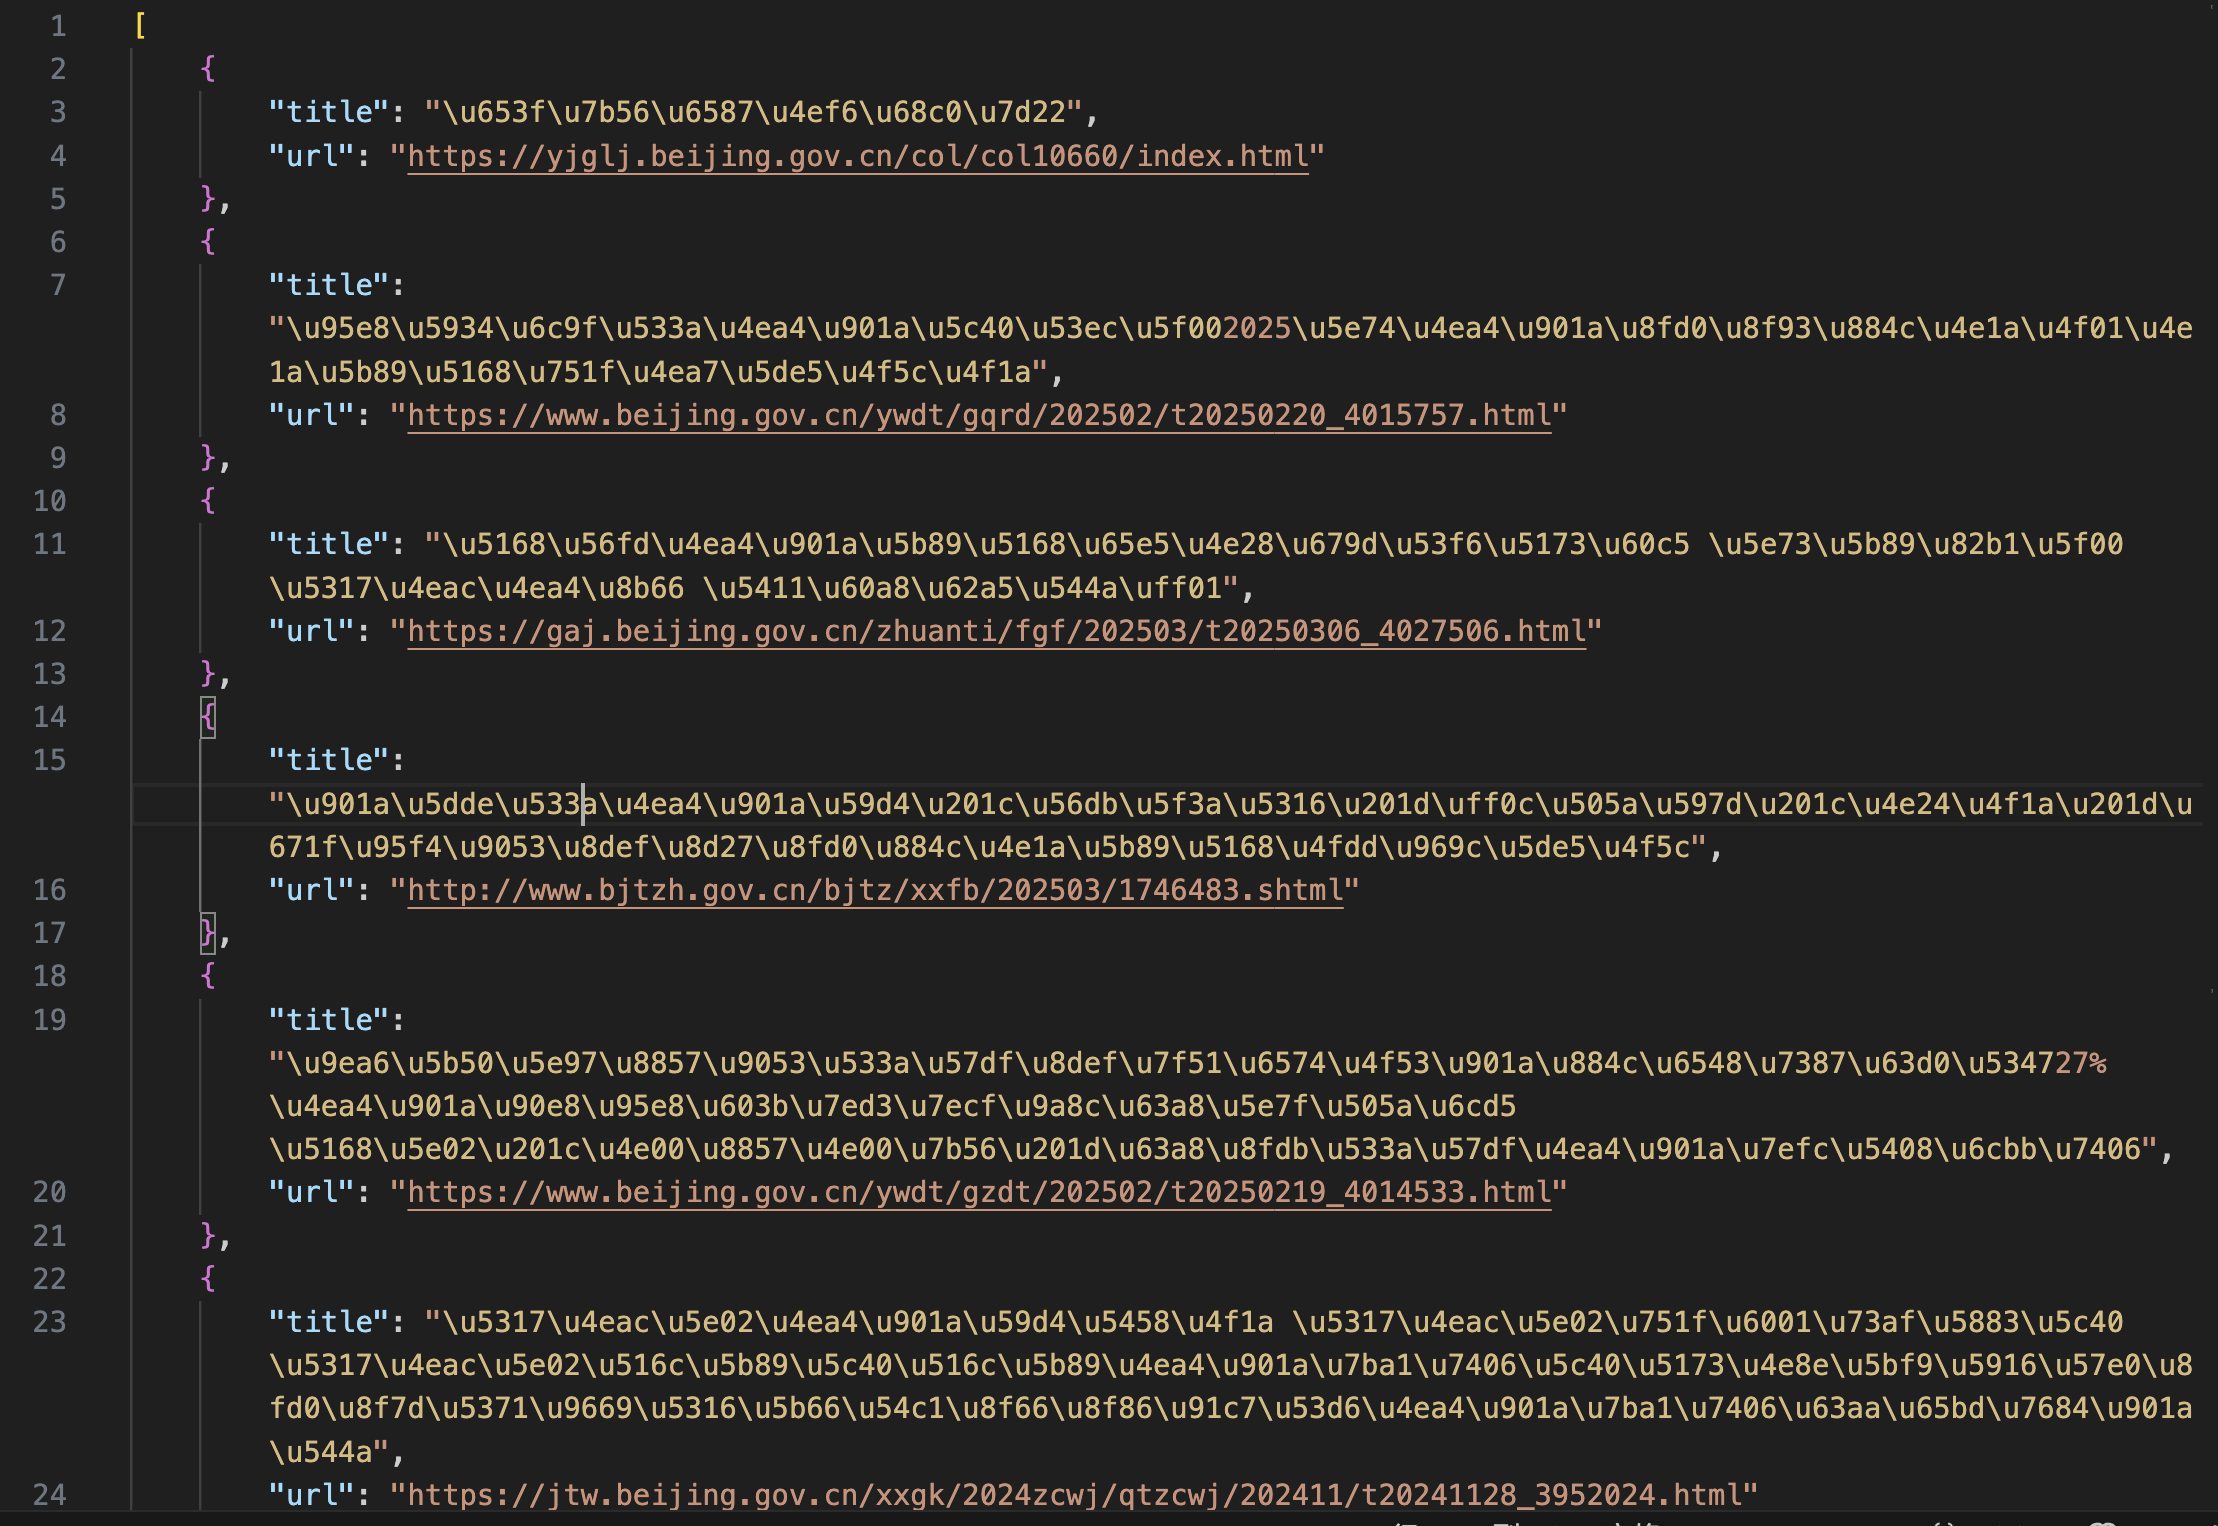 1 [
2 {
3 "title": "\u653f\u7b56\u6587\u4ef6\u68c0\u7d22",
4 "url": "https://yjglj.beijing.gov.cn/col/col10660/index.html"
5 },
6 {
7 "title":
"\u95e8\u5934\u6c9f\u533a\u4ea4\u901a\u5c40\u53ec\u5f002025\u5e74\u4ea4\u901a\u8fd0\u8f93\u884c\u4e1a\u4f01\u4e
1a\u5b89\u5168\u751f\u4ea7\u5de5\u4f5c\u4f1a",
8 "url": "https://www.beijing.gov.cn/ywdt/gqrd/202502/t20250220_4015757.html"
9 },
10 {
11 "title": "\u5168\u56fd\u4ea4\u901a\u5b89\u5168\u65e5\u4e28\u679d\u53f6\u5173\u60c5 \u5e73\u5b89\u82b1\u5f00
\u5317\u4eac\u4ea4\u8b66 \u5411\u60a8\u62a5\u544a\uff01",
12 "url": "https://gaj.beijing.gov.cn/zhuanti/fgf/202503/t20250306_4027506.html"
13 },
14 {
15 "title":
"\u901a\u5dde\u533a\u4ea4\u901a\u59d4\u201c\u56db\u5f3a\u5316\u201d\uff0c\u505a\u597d\u201c\u4e24\u4f1a\u201d\u
671f\u95f4\u9053\u8def\u8d27\u8fd0\u884c\u4e1a\u5b89\u5168\u4fdd\u969c\u5de5\u4f5c",
16 "url": "http://www.bjtzh.gov.cn/bjtz/xxfb/202503/1746483.shtml"
17 },
18 {
19 "title":
"\u9ea6\u5b50\u5e97\u8857\u9053\u533a\u57df\u8def\u7f51\u6574\u4f53\u901a\u884c\u6548\u7387\u63d0\u534727%
\u4ea4\u901a\u90e8\u95e8\u603b\u7ed3\u7ecf\u9a8c\u63a8\u5e7f\u505a\u6cd5
\u5168\u5e02\u201c\u4e00\u8857\u4e00\u7b56\u201d\u63a8\u8fdb\u533a\u57df\u4ea4\u901a\u7efc\u5408\u6cbb\u7406",
20 "url": "https://www.beijing.gov.cn/ywdt/gzdt/202502/t20250219_4014533.html"
21 },
22 {
23 "title": "\u5317\u4eac\u5e02\u4ea4\u901a\u59d4\u5458\u4f1a \u5317\u4eac\u5e02\u751f\u6001\u73af\u5883\u5c40
\u5317\u4eac\u5e02\u516c\u5b89\u5c40\u516c\u5b89\u4ea4\u901a\u7ba1\u7406\u5c40\u5173\u4e8e\u5bf9\u5916\u57e0\u8
fd0\u8f7d\u5371\u9669\u5316\u5b66\u54c1\u8f66\u8f86\u91c7\u53d6\u4ea4\u901a\u7ba1\u7406\u63aa\u65bd\u7684\u901a
\u544a",
24 "url": "https://jtw.beijing.gov.cn/xxgk/2024zcwj/qtzcwj/202411/t20241128_3952024.html"